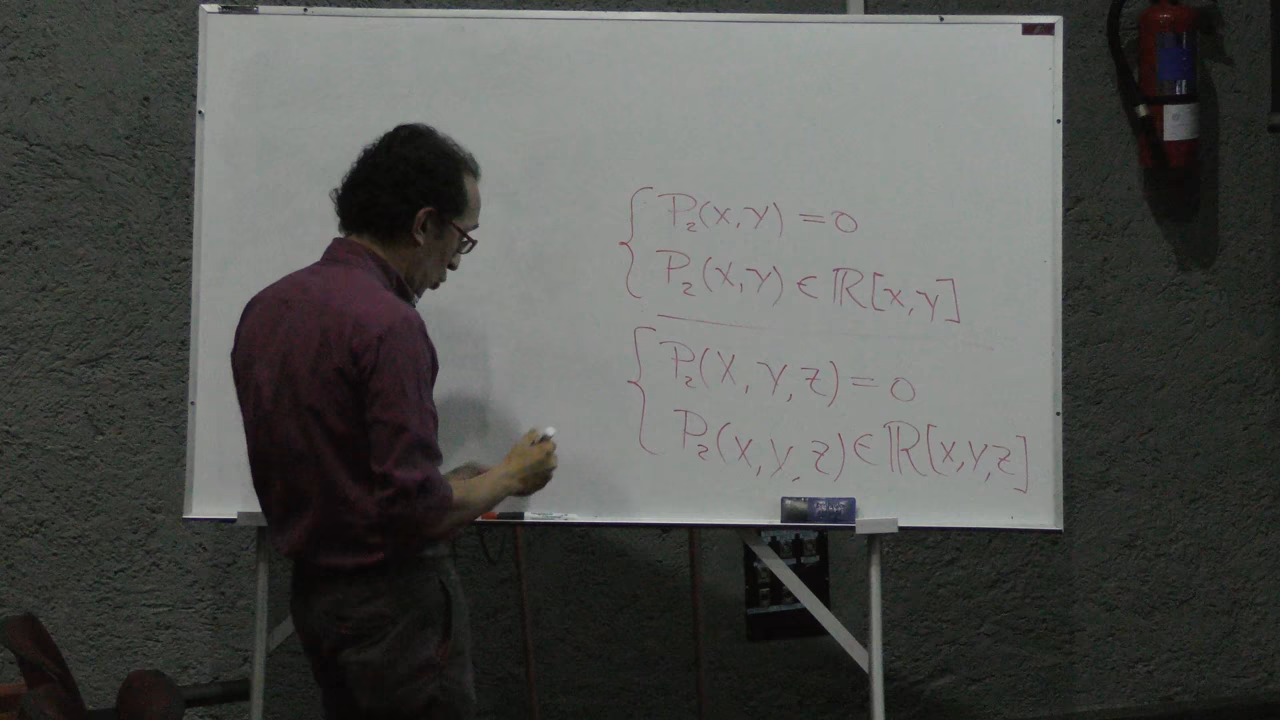 P₂(x,y) = 0
P₂(x,y) ∈ ℝ[x,y]
P₂(x,y,z) = 0
P₂(x,y,z) ∈ ℝ[x,y,z]